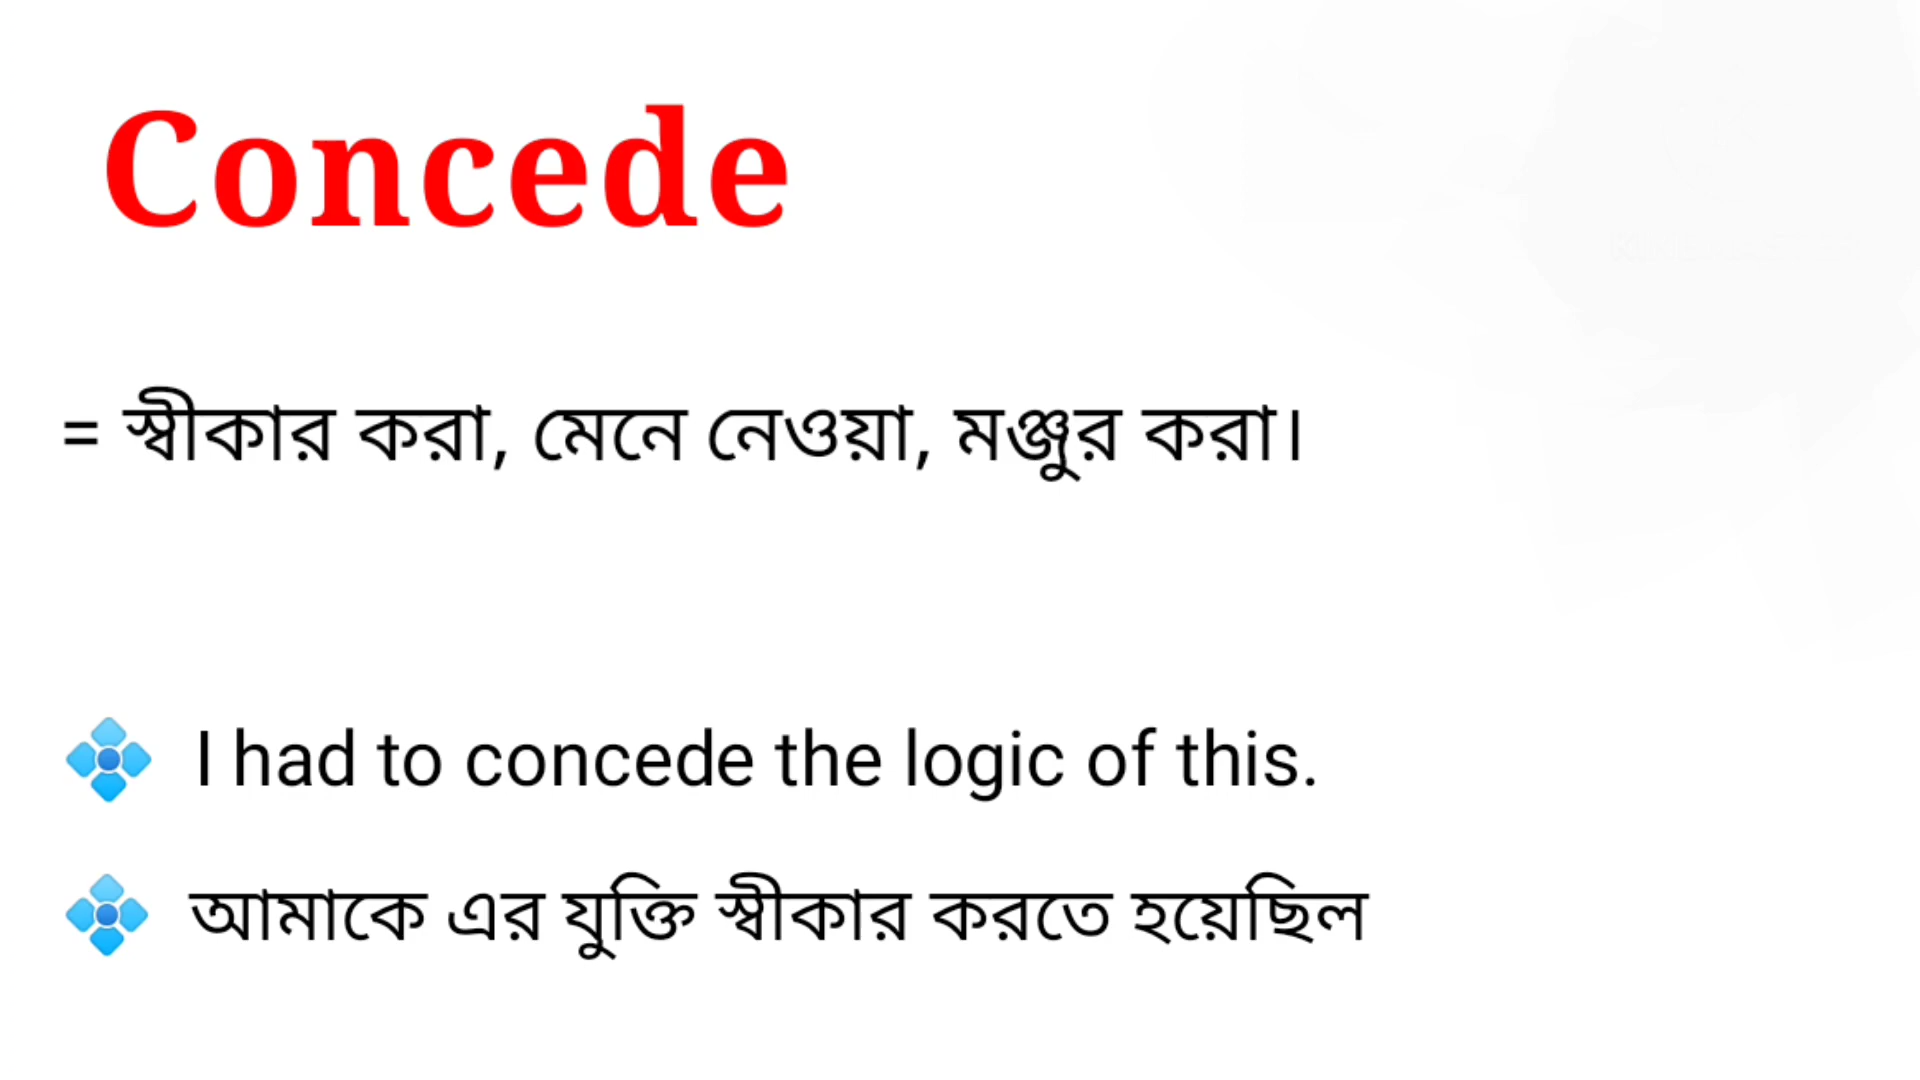 Concede
= স্বীকার করা, মেনে নেওয়া, মঞ্জুর করা।
💠 I had to concede the logic of this.
💠 আমাকে এর যুক্তি স্বীকার করতে হয়েছিল